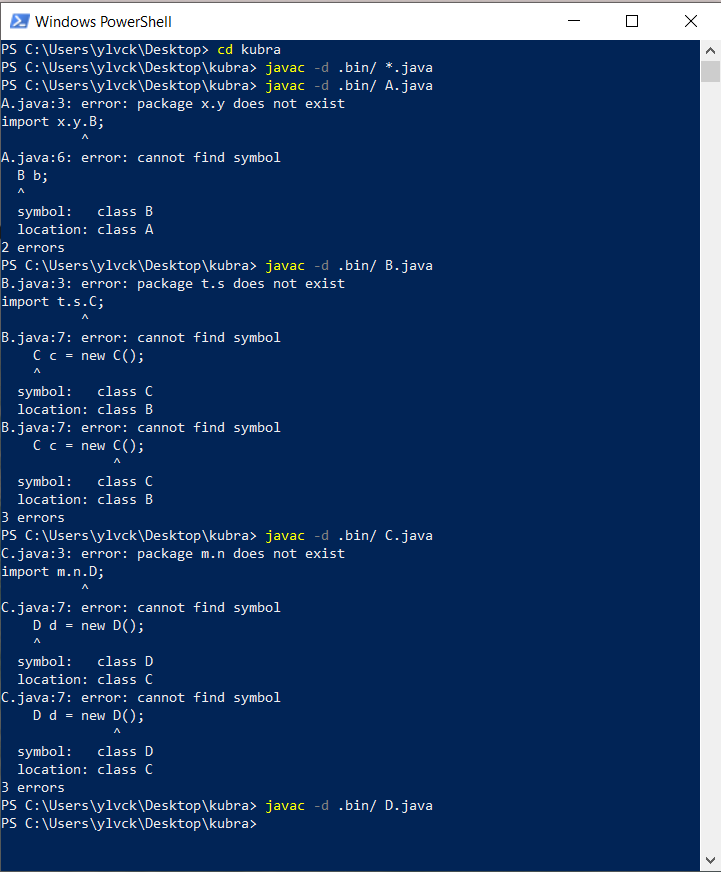 Windows PowerShell
PS C:\Users\ylvck\Desktop> cd kubra
PS C:\Users\ylvck\Desktop\kubra> javac -d .bin/ *.java
PS C:\Users\ylvck\Desktop\kubra> javac -d .bin/ A.java
A.java:3: error: package x.y does not exist
import x.y.B;
          ^
A.java:6: error: cannot find symbol
  B b;
  ^
  symbol:   class B
  location: class A
2 errors
PS C:\Users\ylvck\Desktop\kubra> javac -d .bin/ B.java
B.java:3: error: package t.s does not exist
import t.s.C;
          ^
B.java:7: error: cannot find symbol
    C c = new C();
    ^
  symbol:   class C
  location: class B
B.java:7: error: cannot find symbol
    C c = new C();
              ^
  symbol:   class C
  location: class B
3 errors
PS C:\Users\ylvck\Desktop\kubra> javac -d .bin/ C.java
C.java:3: error: package m.n does not exist
import m.n.D;
          ^
C.java:7: error: cannot find symbol
    D d = new D();
    ^
  symbol:   class D
  location: class C
C.java:7: error: cannot find symbol
    D d = new D();
              ^
  symbol:   class D
  location: class C
3 errors
PS C:\Users\ylvck\Desktop\kubra> javac -d .bin/ D.java
PS C:\Users\ylvck\Desktop\kubra>